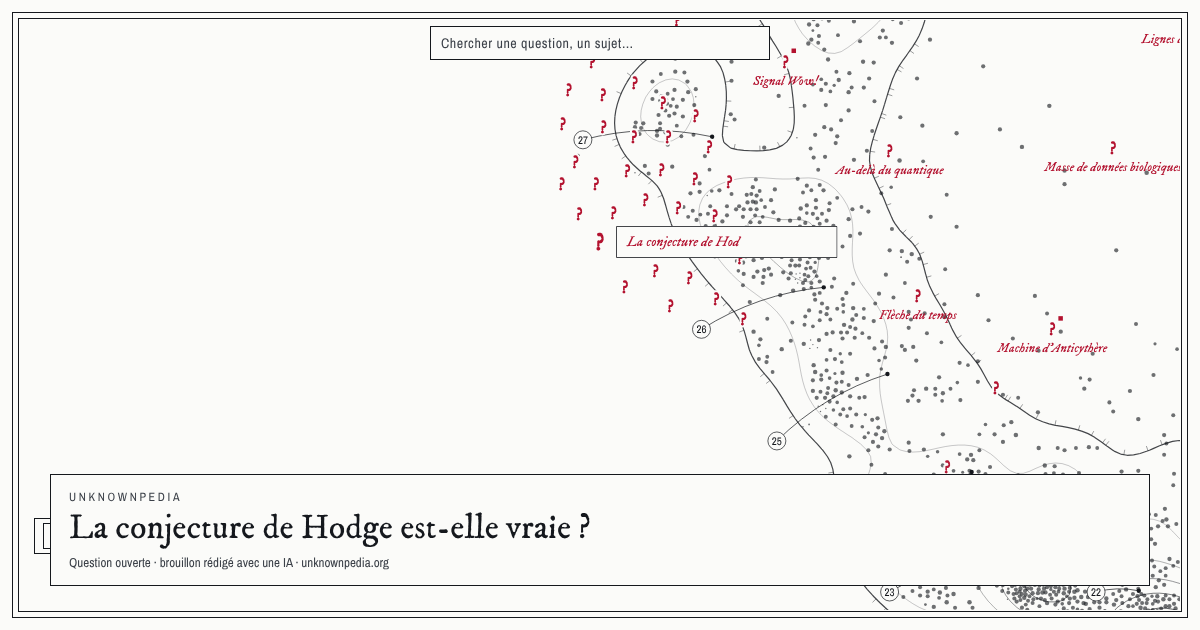 Chercher une question, un sujet...
Lignes
Signal Wow!
27
Au-delà du quantique
Masse de données biologiques
La conjecture de Hod
Flèche du temps
26
Machine d'Anticythère
25
UNKNOWNPEDIA
La conjecture de Hodge est-elle vraie ?
Question ouverte · brouillon rédigé avec une IA · unknownpedia.org
23
22